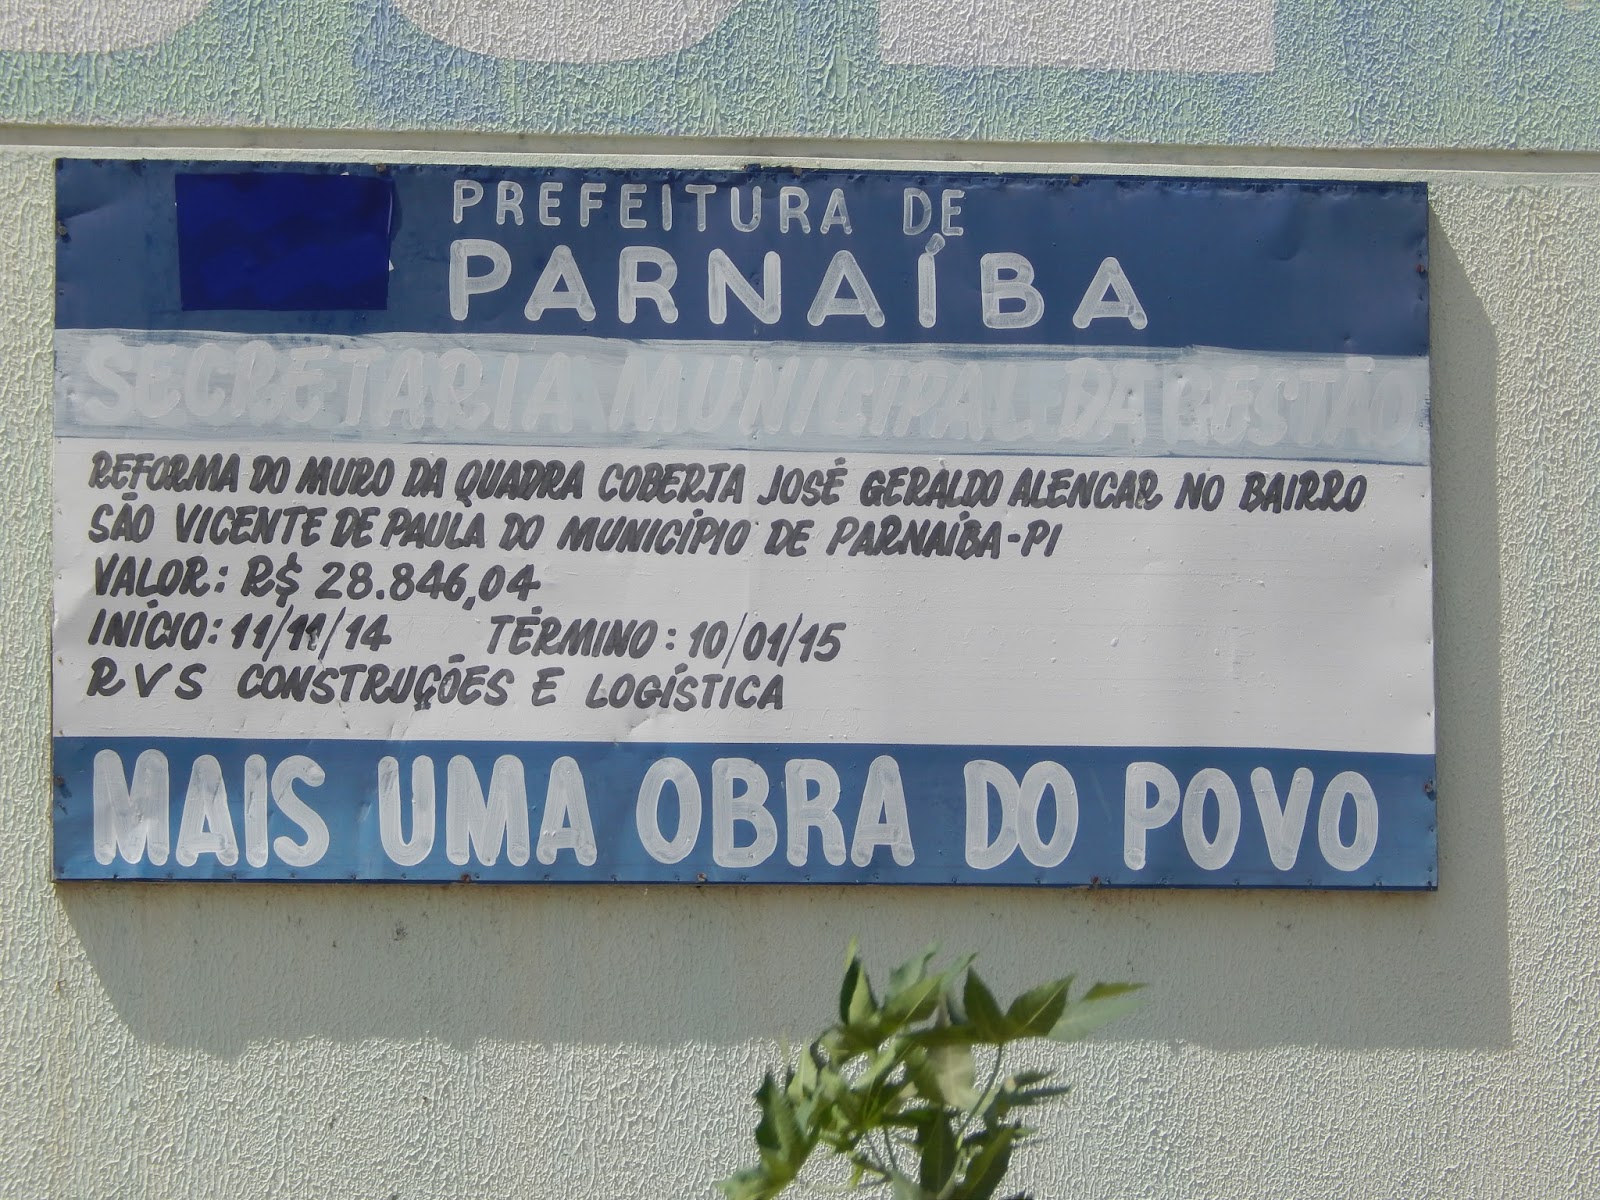 PREFEITURA DE
PARNAÍBA
SECRETARIA MUNICIPAL DA GESTÃO
REFORMA DO MURO DA QUADRA COBERTA JOSÉ GERALDO ALENCAR NO BAIRRO
SÃO VICENTE DE PAULA DO MUNICÍPIO DE PARNAÍBA-PI
VALOR: R$ 28.846,04
INÍCIO: 11/11/14 TÉRMINO: 10/01/15
RVS CONSTRUÇÕES E LOGÍSTICA
MAIS UMA OBRA DO POVO